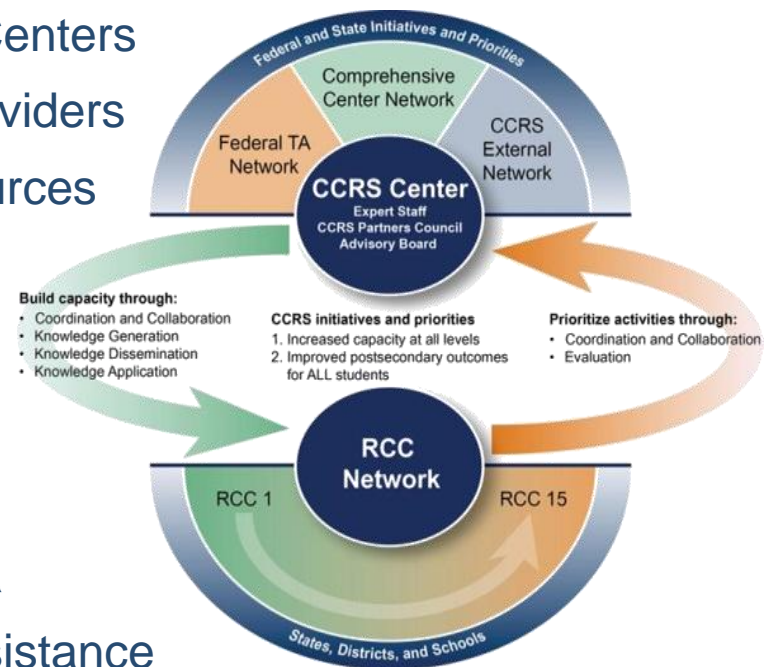 Centers
viders
urces
sistance
Federal and State Initiatives and Priorities
Federal TA
Network
Comprehensive
Center Network
CCRS
External
Network
CCRS Center
Expert Staff
CCRS Partners Council
Advisory Board
Build capacity through:
• Coordination and Collaboration
• Knowledge Generation
• Knowledge Dissemination
• Knowledge Application
CCRS initiatives and priorities
1. Increased capacity at all levels
2. Improved postsecondary outcomes
for ALL students
Prioritize activities through:
• Coordination and Collaboration
• Evaluation
RCC
Network
RCC 1
RCC 15
States, Districts, and Schools